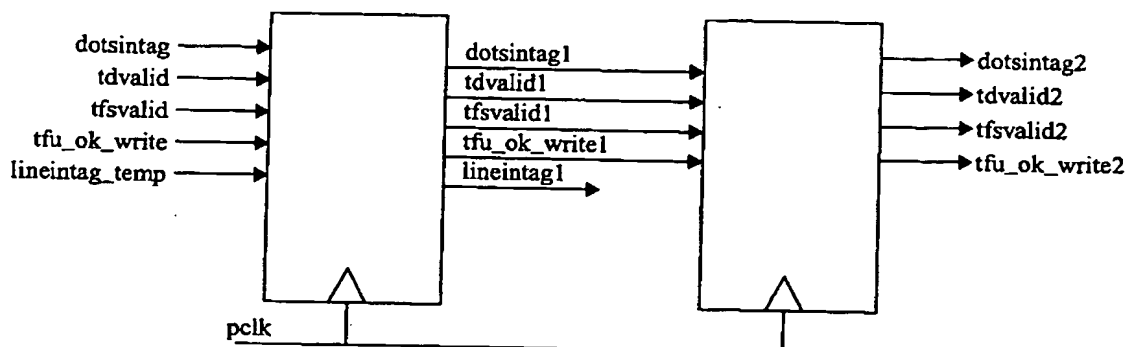 dotsintag
tdvalid
tfsvalid
tfu_ok_write
lineintag_temp
dotsintag1
tdvalid1
tfsvalid1
tfu_ok_write1
lineintag1
dotsintag2
tdvalid2
tfsvalid2
tfu_ok_write2
pclk